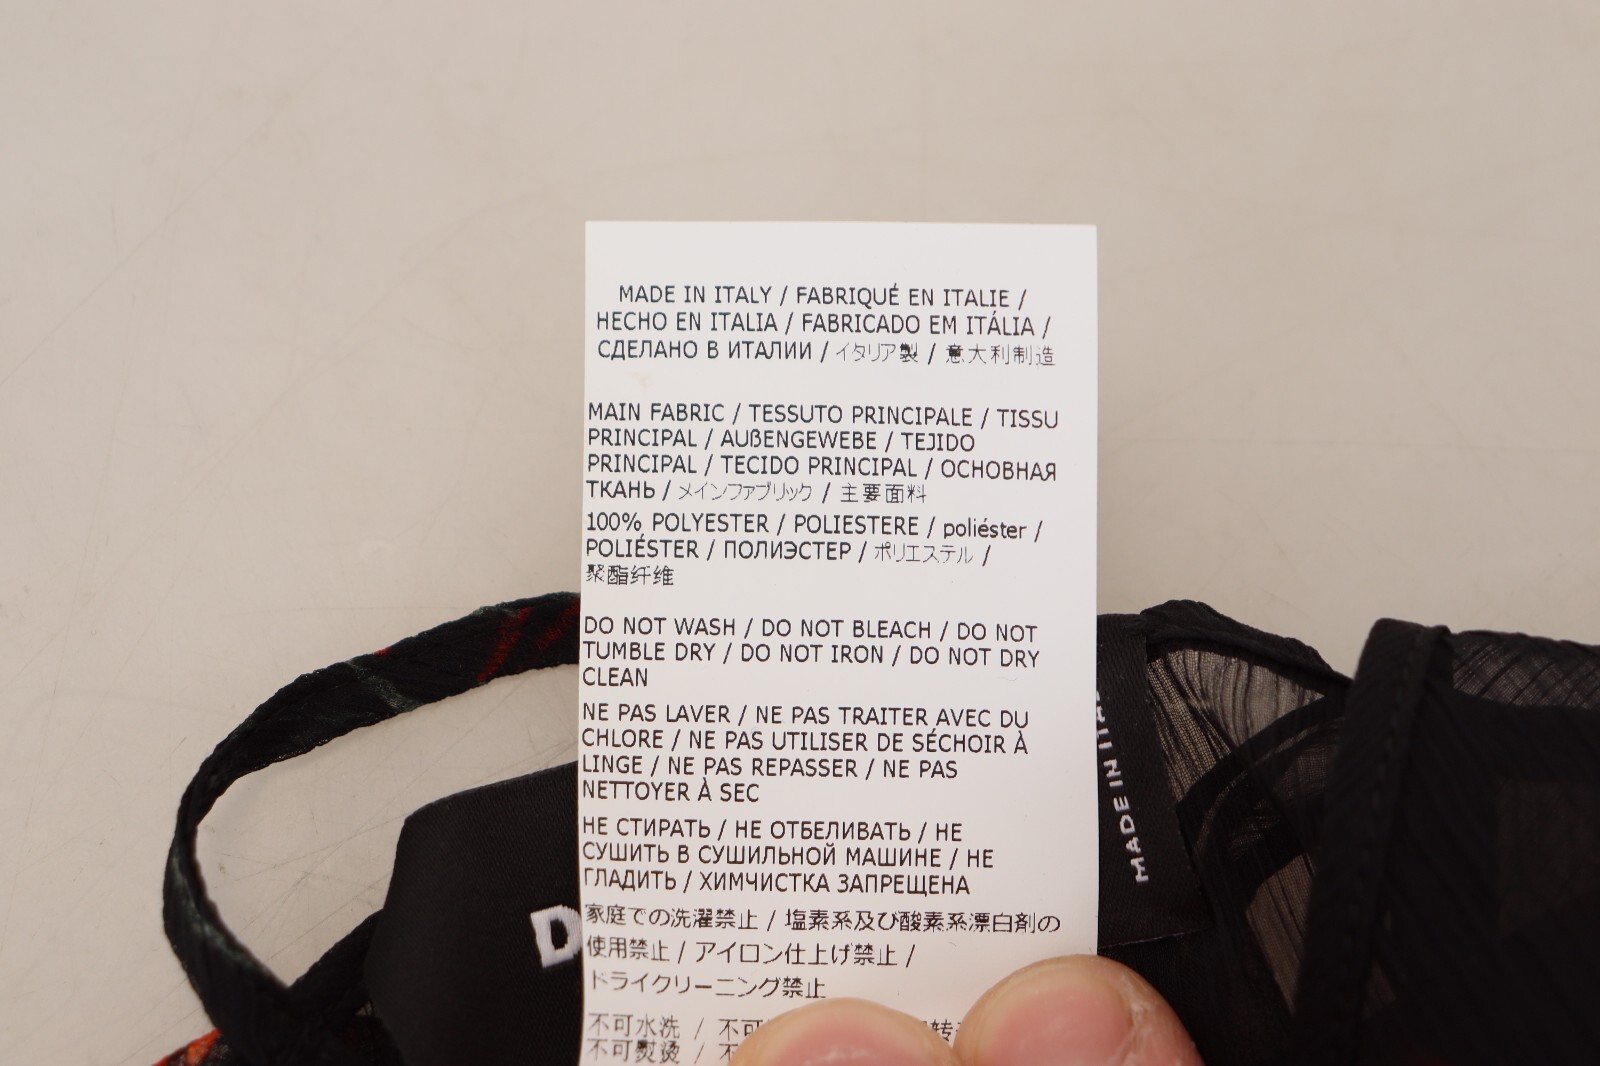 MADE IN ITALY / FABRIQUÉ EN ITALIE /
HECHO EN ITALIA / FABRICADO EM ITÁLIA /
СДЕЛАНО В ИТАЛИИ / イタリア製 / 意大利制造
MAIN FABRIC / TESSUTO PRINCIPALE / TISSU
PRINCIPAL / AUßENGEWEBE / TEJIDO
PRINCIPAL / TECIDO PRINCIPAL / ОСНОВНАЯ
ТКАНЬ / メインファブリック / 主要面料
100% POLYESTER / POLIESTERE / poliéster /
POLIÉSTER / ПОЛИЭСТЕР / ポリエステル /
聚酯纤维
DO NOT WASH / DO NOT BLEACH / DO NOT
TUMBLE DRY / DO NOT IRON / DO NOT DRY
CLEAN
NE PAS LAVER / NE PAS TRAITER AVEC DU
CHLORE / NE PAS UTILISER DE SÉCHOIR À
LINGE / NE PAS REPASSER / NE PAS
NETTOYER À SEC
НЕ СТИРАТЬ / НЕ ОТБЕЛИВАТЬ / НЕ
СУШИТЬ В СУШИЛЬНОЙ МАШИНЕ / НЕ
ГЛАДИТЬ / ХИМЧИСТКА ЗАПРЕЩЕНА
家庭での洗濯禁止 / 塩素系及び酸素系漂白剤の
使用禁止 / アイロン仕上げ禁止 /
ドライクリーニング禁止
不可水洗 / 不可
不可熨烫 / 不
MADE IN
D